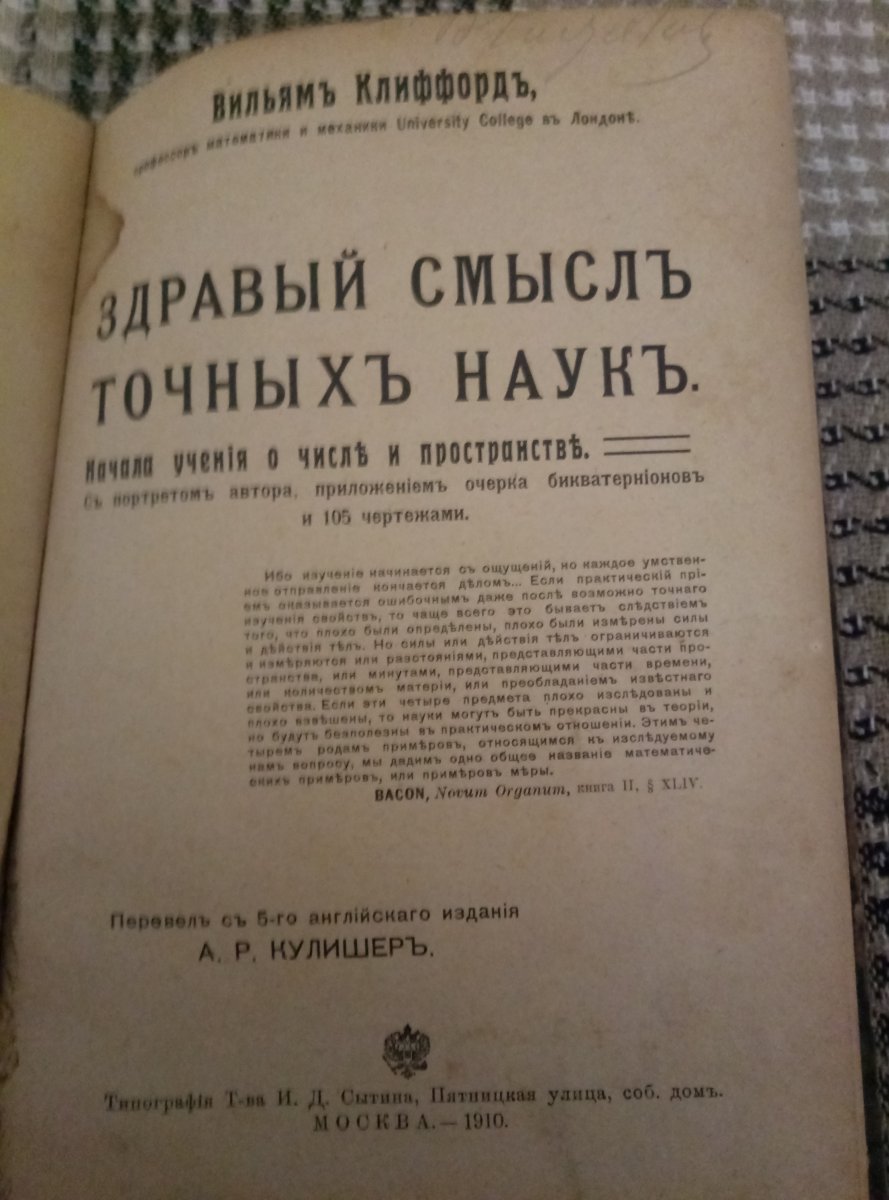 Вильямъ Клиффордъ,
профессоръ математики и механики University College въ Лондонѣ.
ЗДРАВЫЙ СМЫСЛЪ
ТОЧНЫХЪ НАУКЪ.
Начала ученія о числѣ и пространствѣ.
Съ портретомъ автора, приложеніемъ очерка бикватерніоновъ
и 105 чертежами.
Ибо изученіе начинается съ ощущеній, но каждое умствен-
ное отправленіе кончается дѣломъ... Если практическій прі-
емъ оказывается ошибочнымъ даже послѣ возможно точнаго
изученія свойствъ, то чаще всего это бываетъ слѣдствіемъ
того, что плохо были опредѣлены, плохо были измѣрены силы
и дѣйствія тѣлъ. Но силы или дѣйствія тѣлъ ограничиваются
и измѣряются или разстояніями, представляющими части про-
странства, или минутами, представляющими части времени,
или количествомъ матеріи, или преобладаніемъ извѣстнаго
свойства. Если эти четыре предмета плохо изслѣдованы и
плохо взвѣшены, то науки могутъ быть прекрасны въ теоріи,
но будутъ безполезны въ практическомъ отношеніи. Этимъ че-
тыремъ родамъ примѣровъ, относящимся къ изслѣдуемому
намъ вопросу, мы дадимъ одно общее названіе математиче-
скихъ примѣровъ, или примѣровъ мѣры.
BACON, Novum Organum, книга II, § XLIV.
Перевелъ съ 5-го англійскаго изданія
А. Р. КУЛИШЕРЪ.
Типографія Т-ва И. Д. Сытина, Пятницкая улица, соб. домъ.
МОСКВА.—1910.